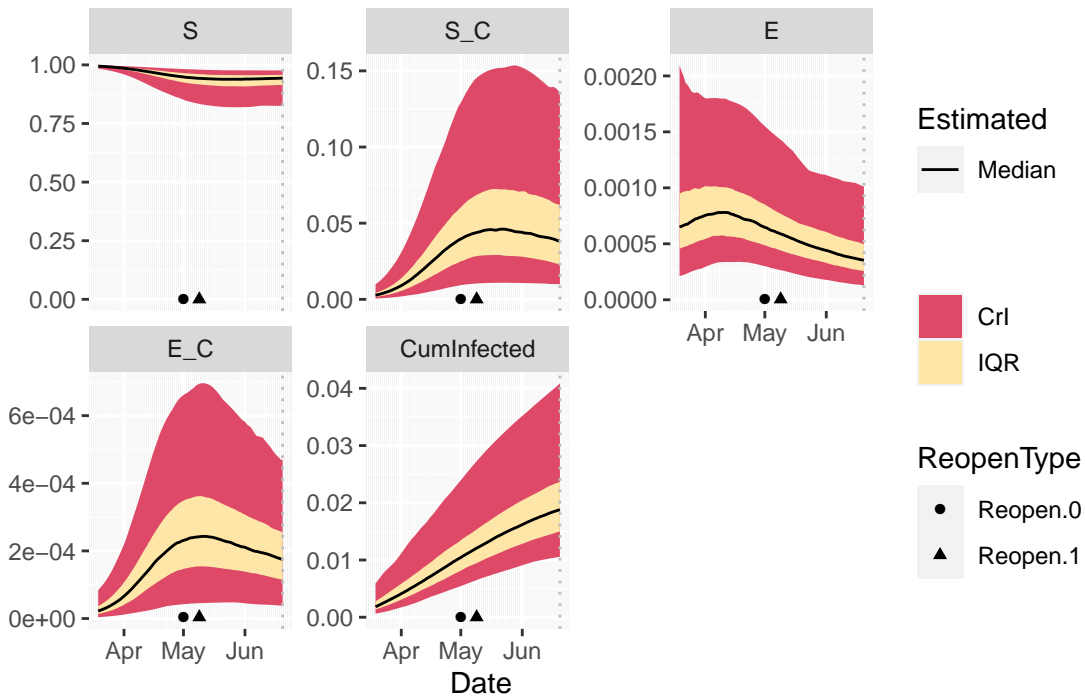 S
S_C
E
1.00
0.75
0.50
0.25
0.00
0.15
0.10
0.05
0.00
0.0020
0.0015
0.0010
0.0005
0.0000
Apr May Jun
E_C
CumInfected
6e−04
4e−04
2e−04
0e+00
Apr May Jun
0.04
0.03
0.02
0.01
0.00
Apr May Jun
Date
Estimated
Median
CrI
IQR
ReopenType
Reopen.0
Reopen.1